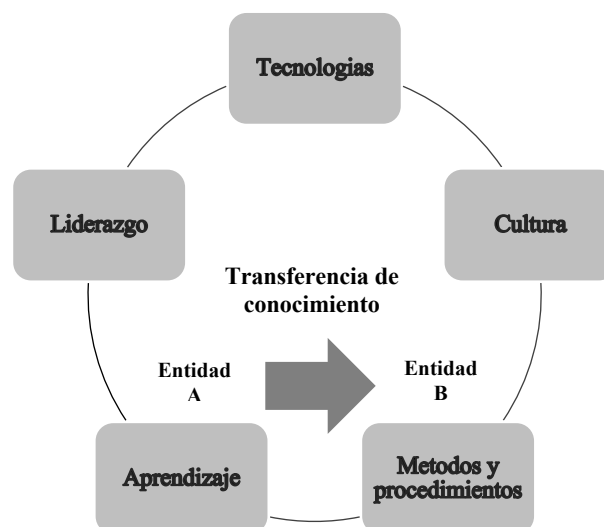 Tecnologias
Liderazgo
Cultura
Transferencia de
conocimiento
Entidad
A
Entidad
B
Aprendizaje
Metodos y
procedimientos